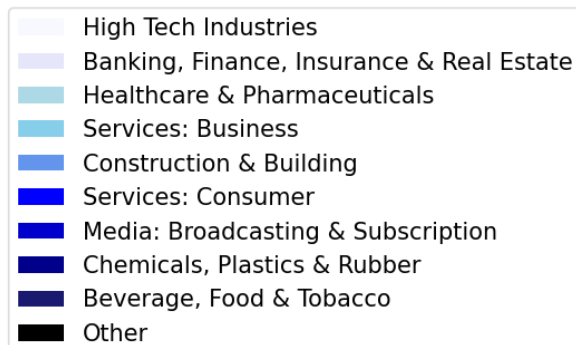 High Tech Industries
Banking, Finance, Insurance & Real Estate
Healthcare & Pharmaceuticals
Services: Business
Construction & Building
Services: Consumer
Media: Broadcasting & Subscription
Chemicals, Plastics & Rubber
Beverage, Food & Tobacco
Other